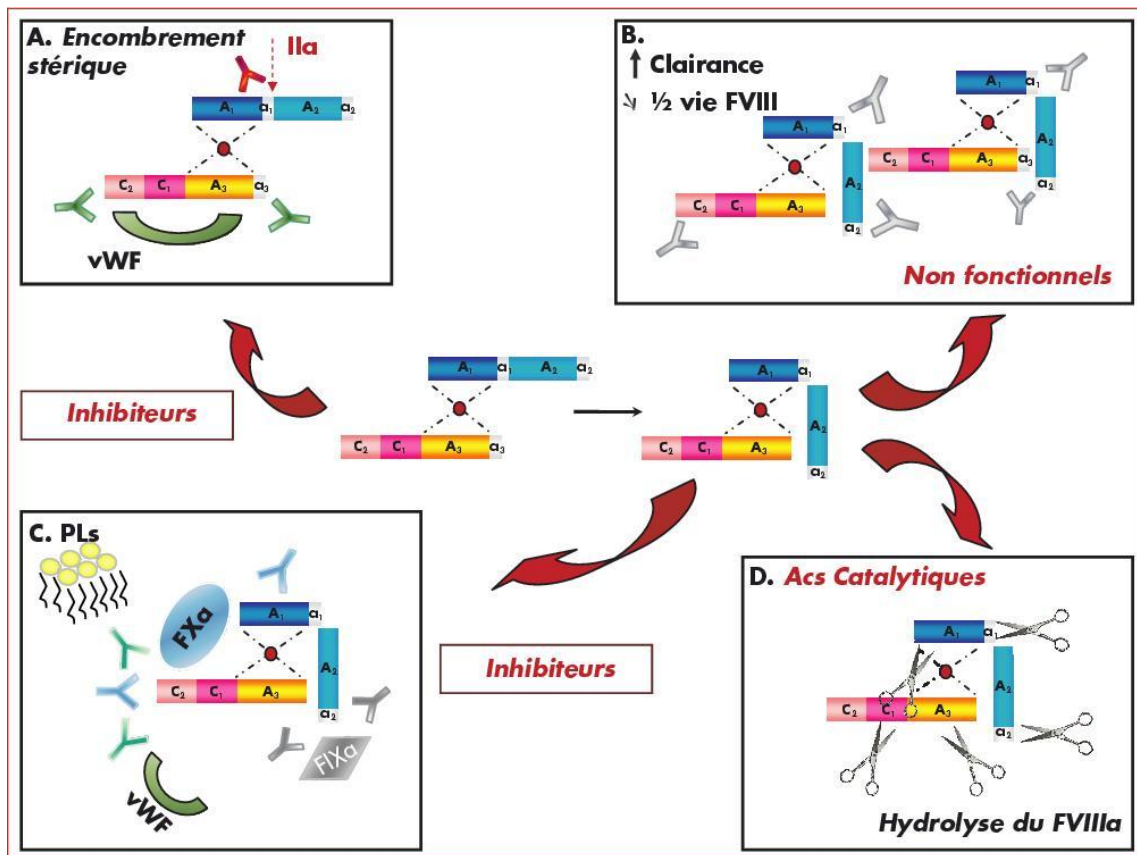 A. Encombrement
stérique
IIa
A1 a1 A2 a2
C2 C1 A3 a3
vWF
B.
↑ Clairance
↘ ½ vie FVIII
A1 a1
A2
C2 C1 A3 a3
a2
A1 a1
A2
C2 C1 A3
a2
Non fonctionnels
Inhibiteurs
A1 a1 A2 a2
C2 C1 A3 a3
A1 a1
A2
C2 C1 A3
a2
C. PLs
FXa
A1 a1
A2
C2 C1 A3
a2
FIXa
vWF
Inhibiteurs
D. Acs Catalytiques
A1 a1
A2
C2 C1 A3
a2
Hydrolyse du FVIIIa